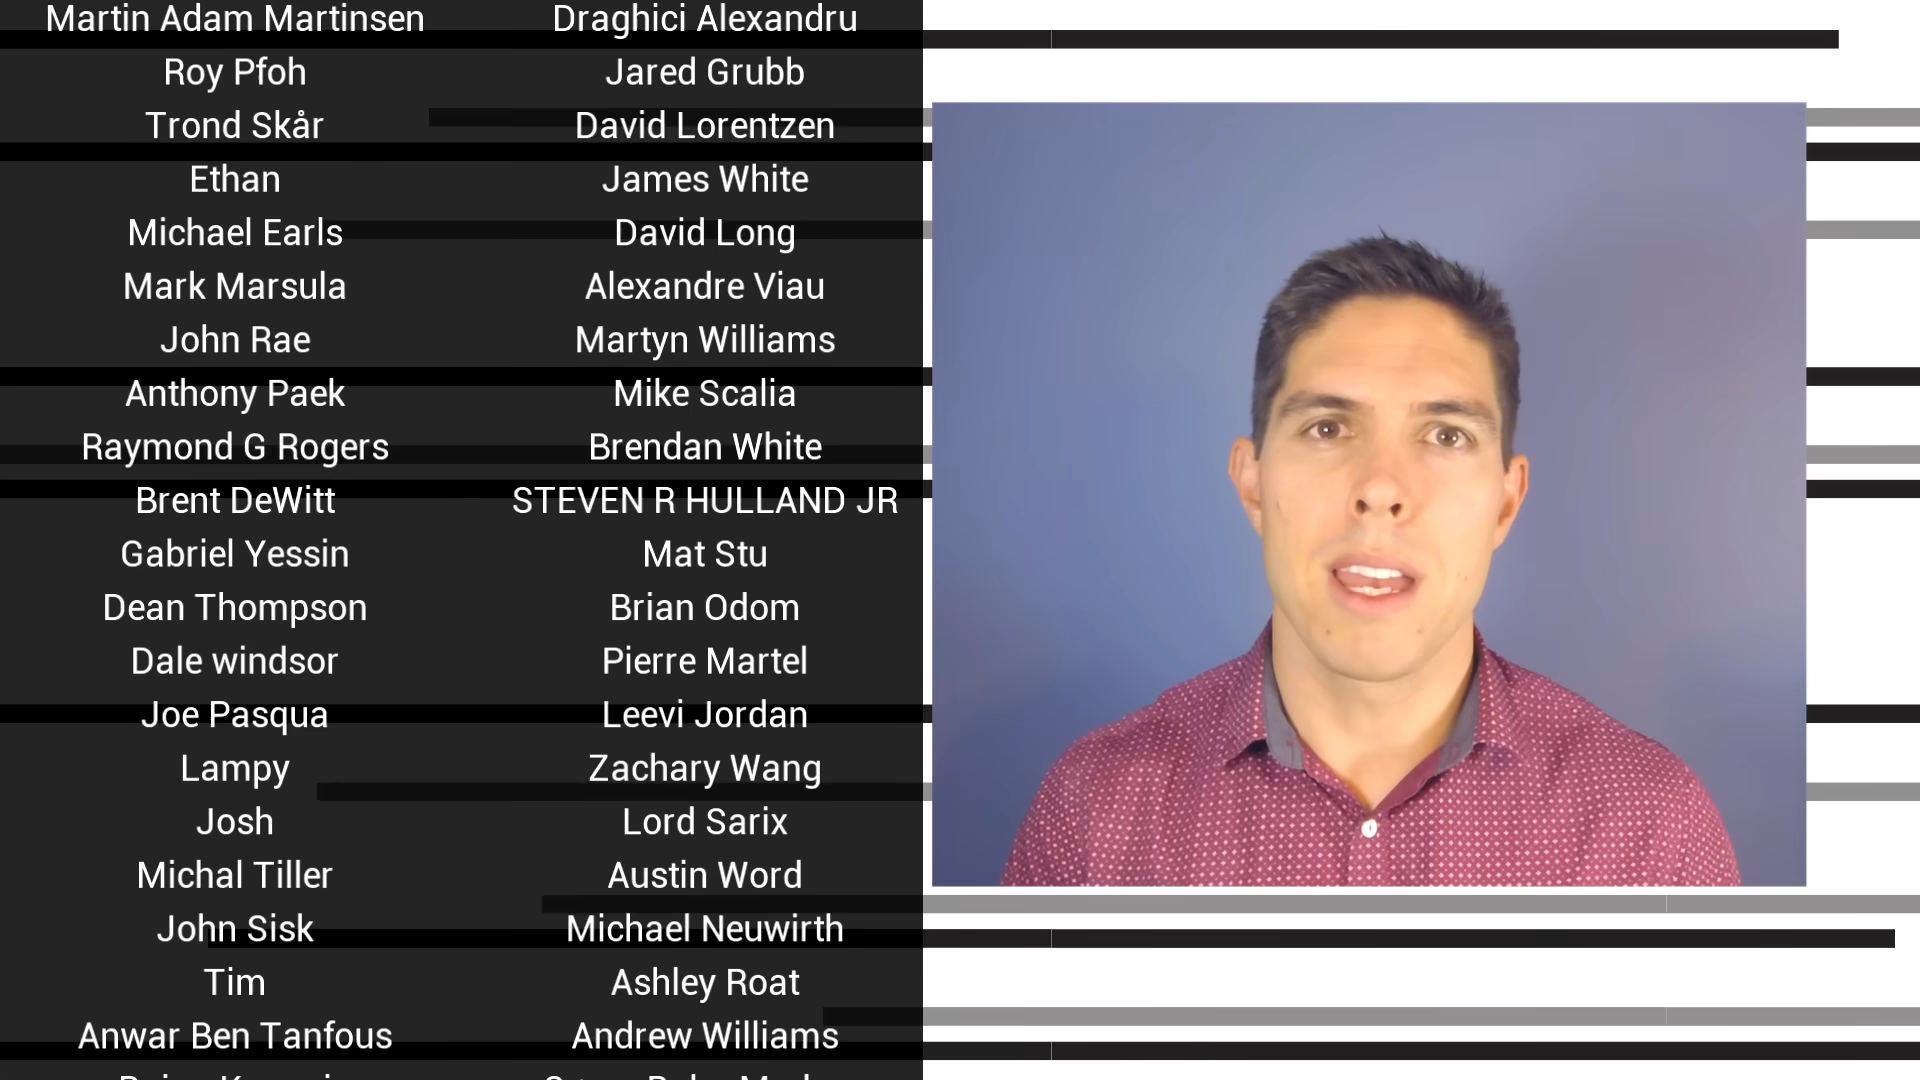 Martin Adam Martinsen
Roy Pfoh
Trond Skår
Ethan
Michael Earls
Mark Marsula
John Rae
Anthony Paek
Raymond G Rogers
Brent DeWitt
Gabriel Yessin
Dean Thompson
Dale windsor
Joe Pasqua
Lampy
Josh
Michal Tiller
John Sisk
Tim
Anwar Ben Tanfous
Draghici Alexandru
Jared Grubb
David Lorentzen
James White
David Long
Alexandre Viau
Martyn Williams
Mike Scalia
Brendan White
STEVEN R HULLAND JR
Mat Stu
Brian Odom
Pierre Martel
Leevi Jordan
Zachary Wang
Lord Sarix
Austin Word
Michael Neuwirth
Ashley Roat
Andrew Williams